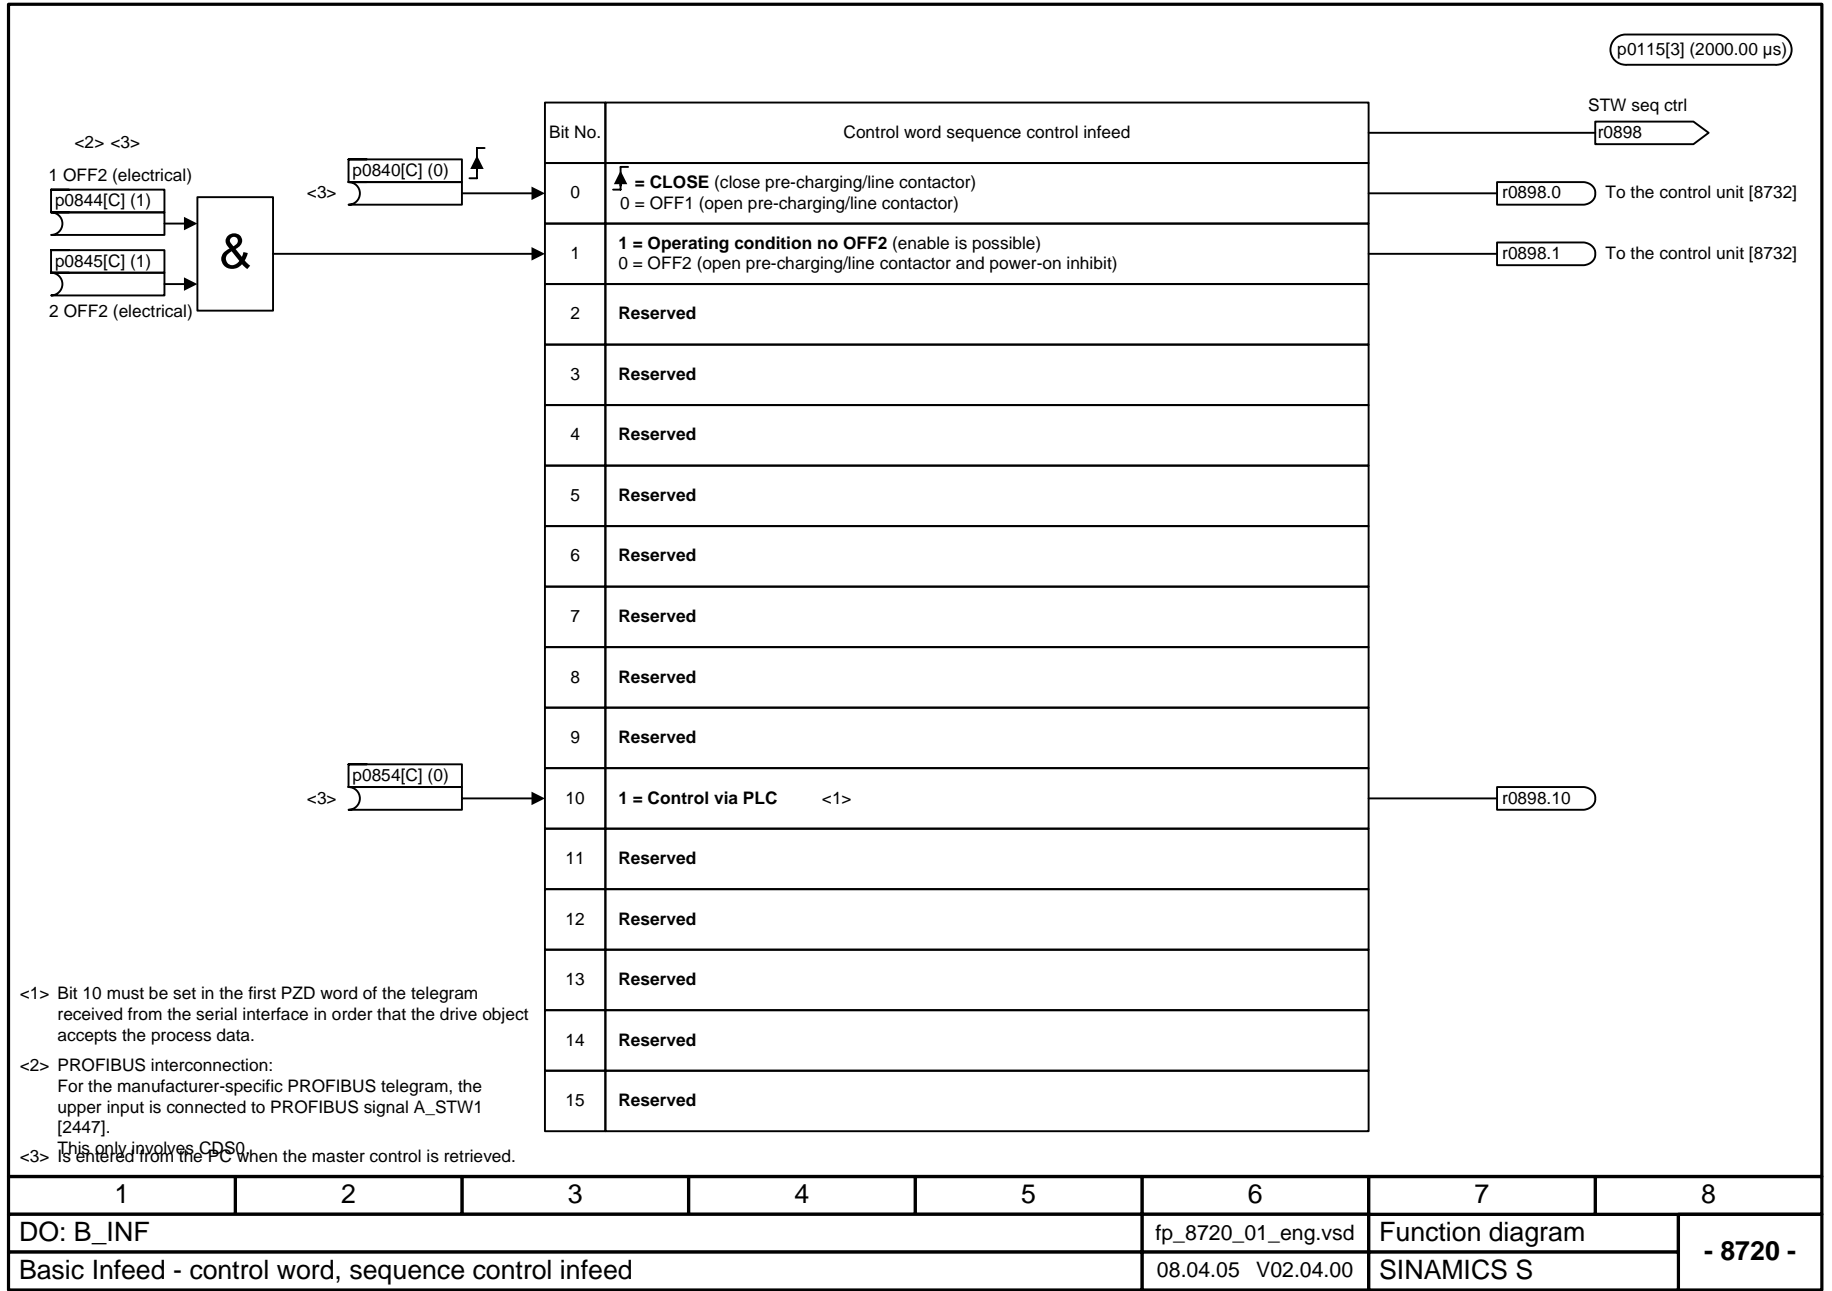 p0115[3] (2000.00 µs)
STW seq ctrl
r0898
Bit No.
Control word sequence control infeed
<2> <3>
1 OFF2 (electrical)
p0844[C] (1)
p0845[C] (1)
2 OFF2 (electrical)
&
<3>
p0840[C] (0)
0
= CLOSE (close pre-charging/line contactor)
0 = OFF1 (open pre-charging/line contactor)
r0898.0
To the control unit [8732]
1
1 = Operating condition no OFF2 (enable is possible)
0 = OFF2 (open pre-charging/line contactor and power-on inhibit)
r0898.1
To the control unit [8732]
2 Reserved
3 Reserved
4 Reserved
5 Reserved
6 Reserved
7 Reserved
8 Reserved
9 Reserved
<3>
p0854[C] (0)
10 1 = Control via PLC <1>
r0898.10
11 Reserved
12 Reserved
13 Reserved
14 Reserved
15 Reserved
<1> Bit 10 must be set in the first PZD word of the telegram
received from the serial interface in order that the drive object
accepts the process data.
<2> PROFIBUS interconnection:
For the manufacturer-specific PROFIBUS telegram, the
upper input is connected to PROFIBUS signal A_STW1
[2447].
This only involves CDS0.
<3> Is entered from the PC when the master control is retrieved.
1 2 3 4 5 6 7 8
DO: B_INF
fp_8720_01_eng.vsd
Function diagram
- 8720 -
Basic Infeed - control word, sequence control infeed
08.04.05 V02.04.00
SINAMICS S